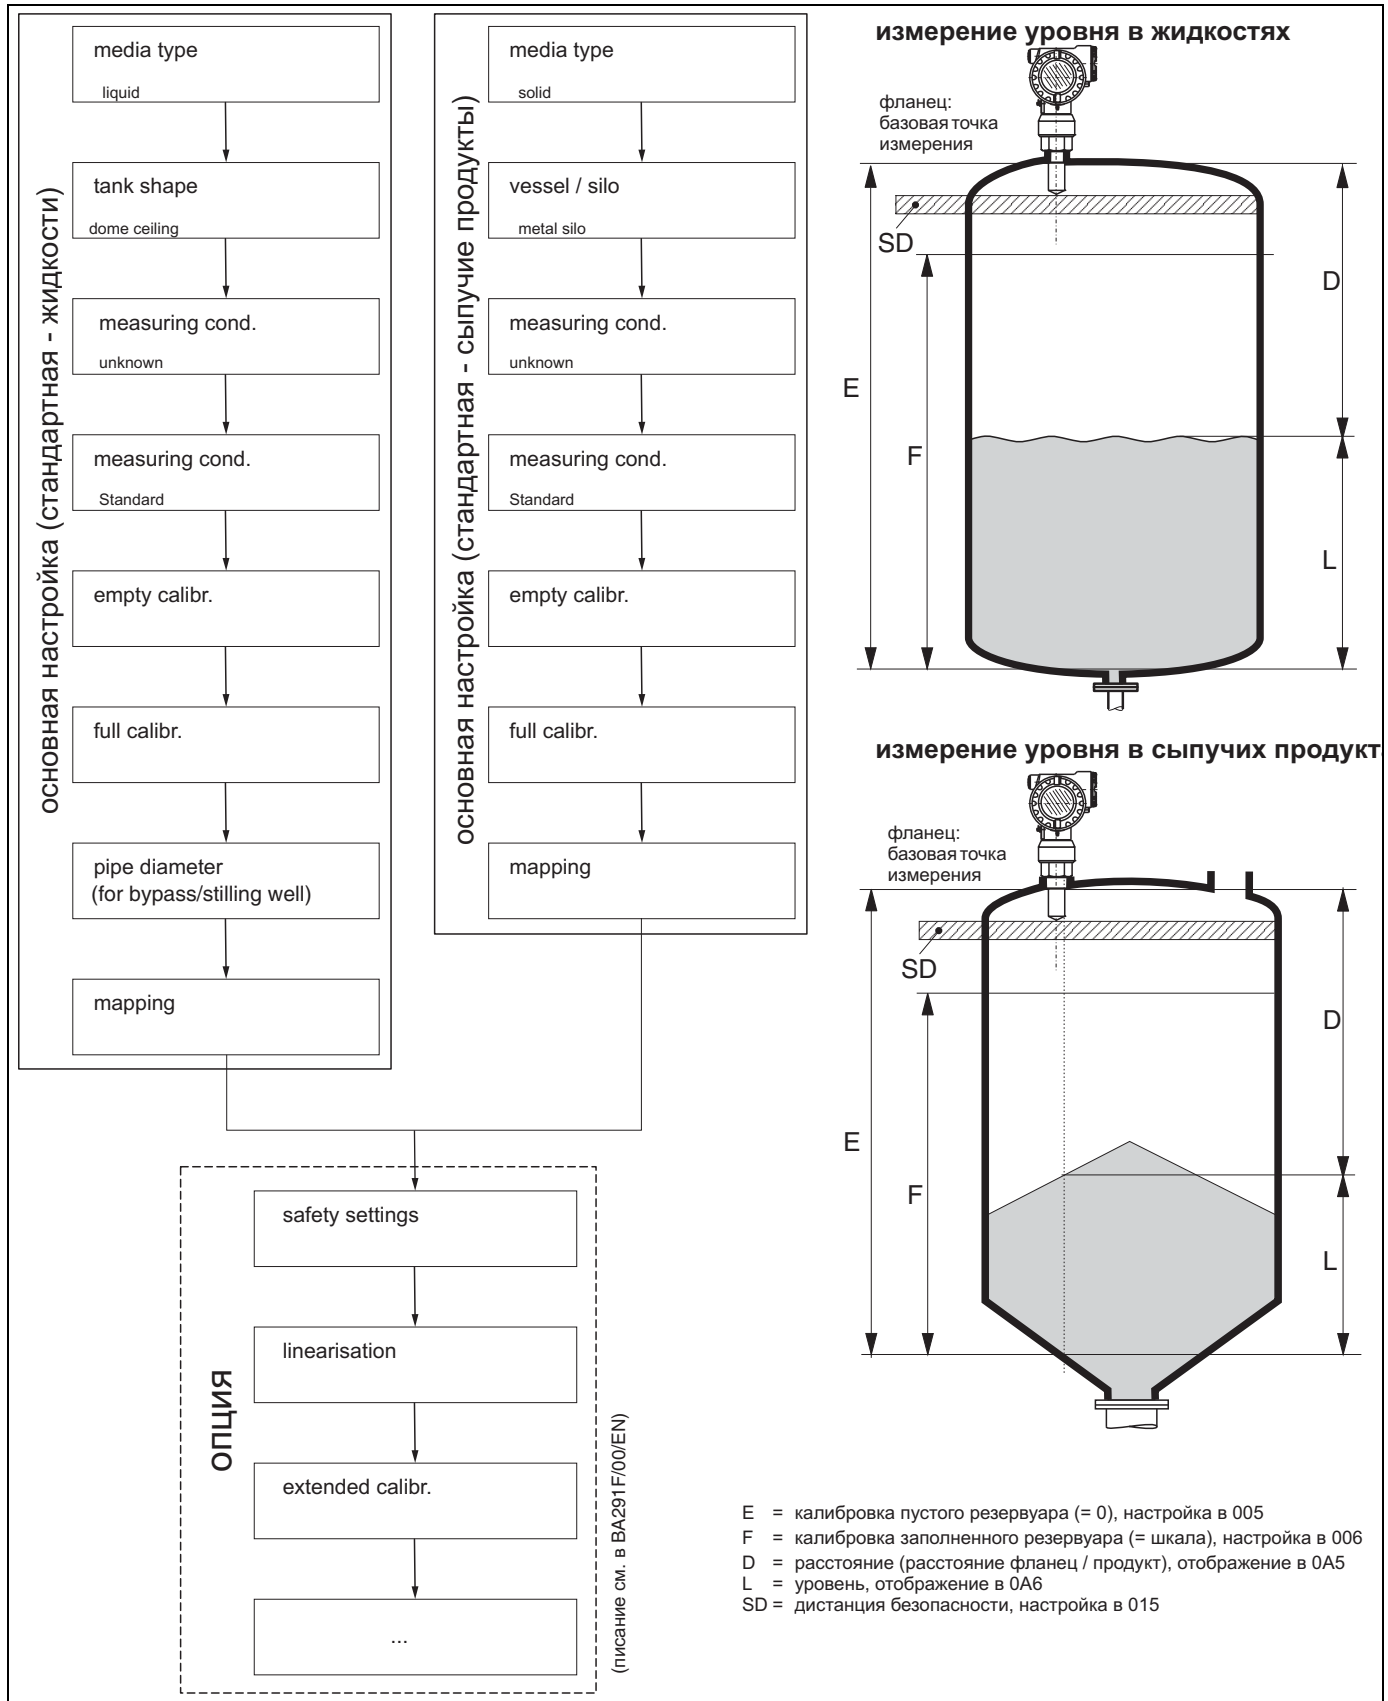 основная настройка (стандартная - жидкости)
media type
liquid
tank shape
dome ceiling
measuring cond.
unknown
measuring cond.
Standard
empty calibr.
full calibr.
pipe diameter
(for bypass/stilling well)
mapping
основная настройка (стандартная - сыпучие продукты)
media type
solid
vessel / silo
metal silo
measuring cond.
unknown
measuring cond.
Standard
empty calibr.
full calibr.
mapping
опция
safety settings
linearisation
extended calibr.
...
(писание см. в BA291F/00/EN)
измерение уровня в жидкостях
фланец:
базовая точка
измерения
SD
D
E
F
L
измерение уровня в сыпучих продукт
фланец:
базовая точка
измерения
SD
D
E
F
L
E = калибровка пустого резервуара (= 0), настройка в 005
F = калибровка заполненного резервуара (= шкала), настройка в 006
D = расстояние (расстояние фланец / продукт), отображение в 0A5
L = уровень, отображение в 0A6
SD = дистанция безопасности, настройка в 015